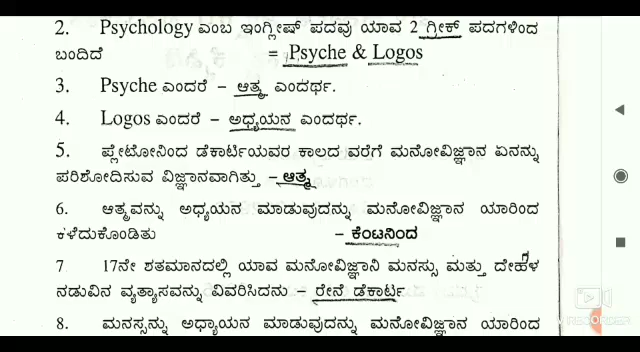 2. Psychology ಎಂಬ ಇಂಗ್ಲೀಷ್ ಪದವು ಯಾವ 2 ಗ್ರೀಕ್ ಪದಗಳಿಂದ
ಬಂದಿದೆ = Psyche & Logos
3. Psyche ಎಂದರೆ – ಆತ್ಮ ಎಂದರ್ಥ.
4. Logos ಎಂದರೆ – ಅಧ್ಯಯನ ಎಂದರ್ಥ.
5. ಪ್ಲೇಟೋನಿಂದ ಡೆಕಾರ್ಟಿಯವರ ಕಾಲದ ವರೆಗೆ ಮನೋವಿಜ್ಞಾನ ಏನನ್ನು
ಪರಿಶೋದಿಸುವ ವಿಜ್ಞಾನವಾಗಿತ್ತು – ಆತ್ಮ
6. ಆತ್ಮವನ್ನು ಅಧ್ಯಯನ ಮಾಡುವುದನ್ನು ಮನೋವಿಜ್ಞಾನ ಯಾರಿಂದ
ಕಳೆದುಕೊಂಡಿತು – ಕೆಂಟನಿಂದ
7 17ನೇ ಶತಮಾನದಲ್ಲಿ ಯಾವ ಮನೋವಿಜ್ಞಾನಿ ಮನಸ್ಸು ಮತ್ತು ದೇಹಳ
ನಡುವಿನ ವ್ಯತ್ಯಾಸವನ್ನು ವಿವರಿಸಿದನು – ರೇನೆ ಡೆಕಾರ್ಟ
8. ಮನಸ್ಸನ್ನು ಅಧ್ಯಾಯನ ಮಾಡುವುದನ್ನು ಮನೋವಿಜ್ಞಾನ ಯಾರಿಂದ